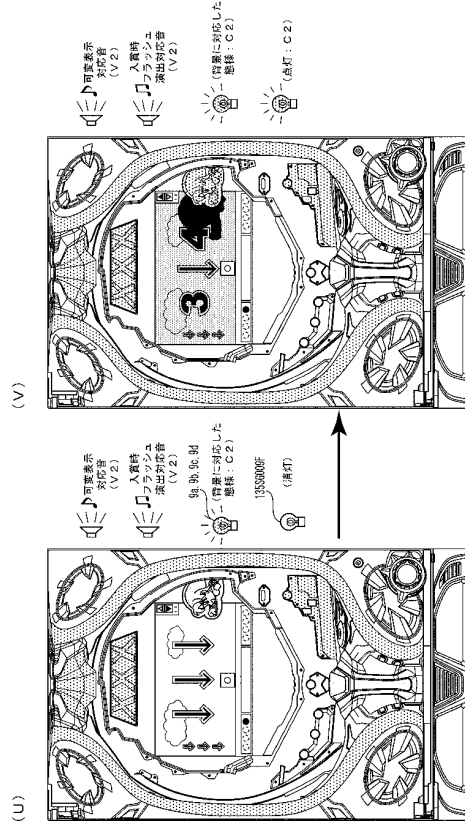 (U)
♪可変表示
対応音
(V2)
入賞時
フラッシュ
演出対応音
(V2)
9a, 9b, 9c, 9d
(背景に対応した
態様:C2)
135SG009F
(消灯)
(V)
♪可変表示
対応音
(V2)
入賞時
フラッシュ
演出対応音
(V2)
(背景に対応した
態様:C2)
(点灯:C2)
3
4